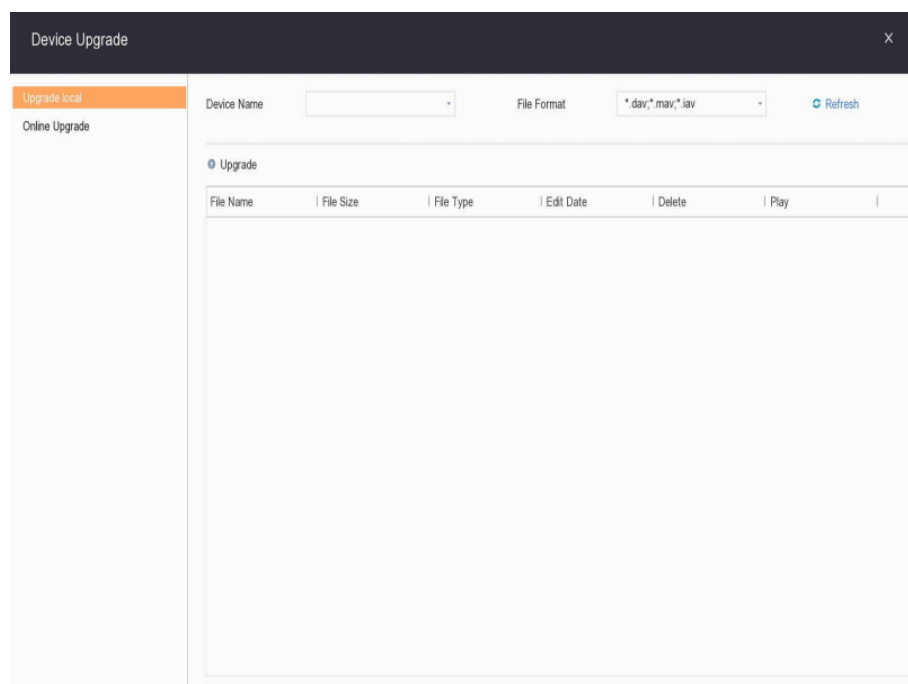 Device Upgrade X
Upgrade local
Online Upgrade
Device Name File Format *.dav;*.mav;*.iav Refresh
Upgrade
File Name File Size File Type Edit Date Delete Play